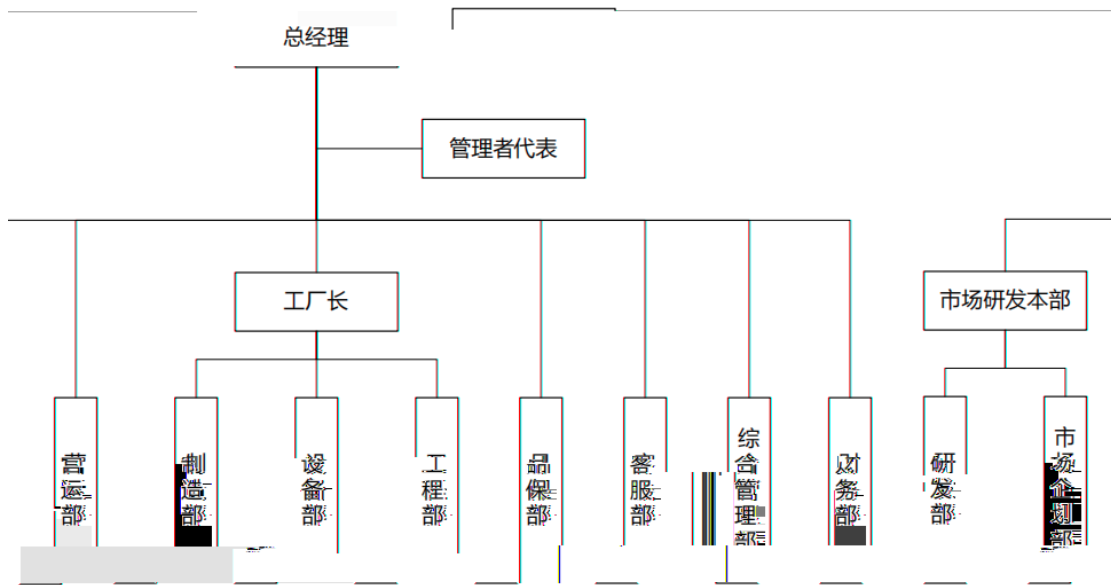 总经理
管理者代表
工厂长
市场研发本部
营运部
制造部
设备部
工程部
品保部
客服部
综合管理部
财务部
研发部
市场企划部